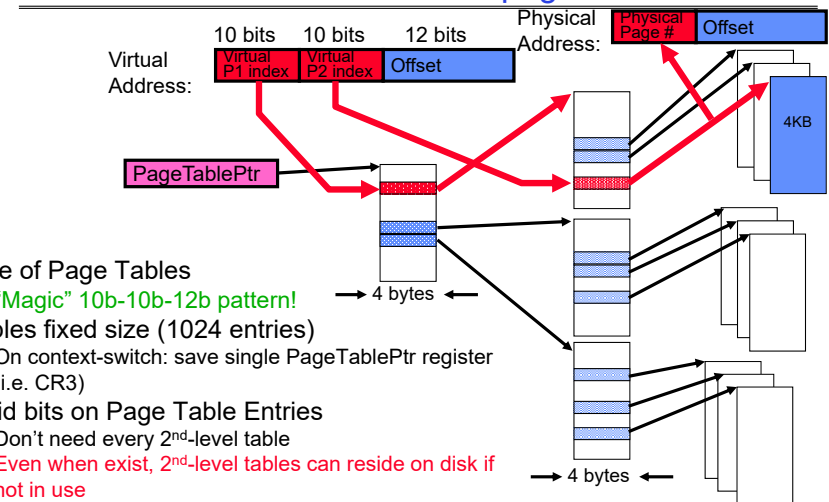 10 bits 10 bits 12 bits
Virtual
Address:
Virtual
P1 index
Virtual
P2 index
Offset
Physical
Address:
Physical
Page #
Offset
4KB
PageTablePtr
4 bytes
4 bytes
e of Page Tables
“Magic” 10b-10b-12b pattern!
bles fixed size (1024 entries)
On context-switch: save single PageTablePtr register
i.e. CR3)
id bits on Page Table Entries
Don’t need every 2nd-level table
Even when exist, 2nd-level tables can reside on disk if
not in use